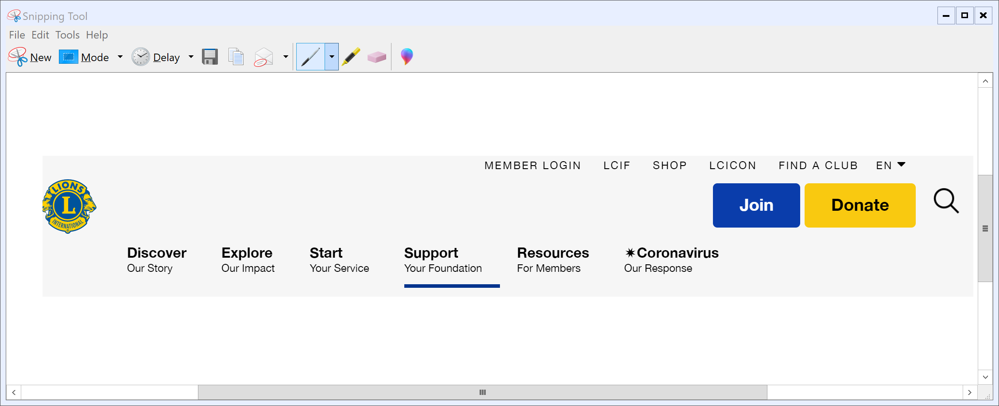 Snipping Tool
File Edit Tools Help
New Mode Delay
MEMBER LOGIN LCIF SHOP LCICON FIND A CLUB EN
LIONS
L
INTERNATIONAL
®
Join Donate
Discover Explore Start Support Resources ✷Coronavirus
Our Story Our Impact Your Service Your Foundation For Members Our Response